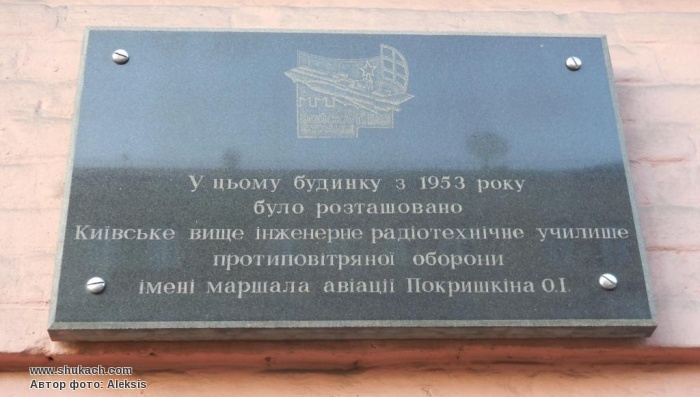 У цьому будинку з 1953 року
було розташовано
Київське вище інженерне радіотехнічне училише
протиповітряної оборони
імені маршала авіації Покришкіна О.І.
www.shukach.com
Автор фото: Aleksis